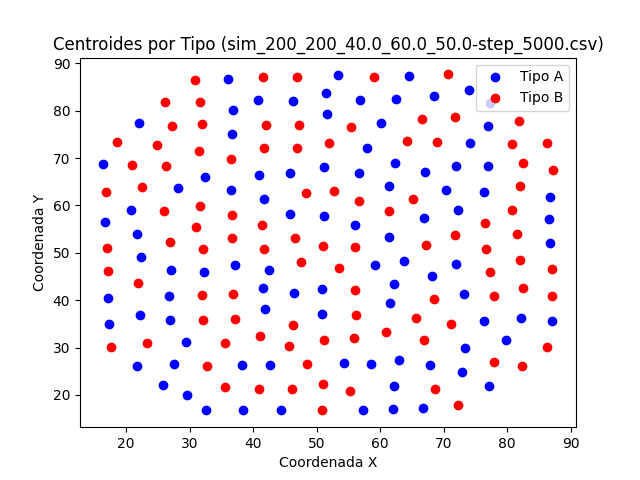 Centroides por Tipo (sim_200_200_40.0_60.0_50.0-step_5000.csv)
Tipo A
Tipo B
Coordenada Y
90
80
70
60
50
40
30
20
20 30 40 50 60 70 80 90
Coordenada X